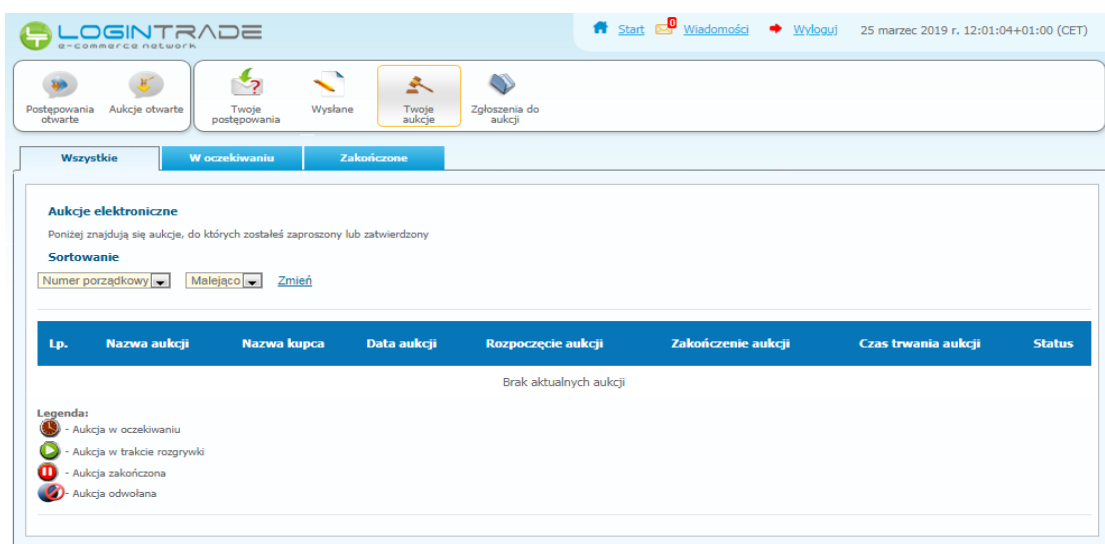 LOGINTRADE
e-commerce network
Start 0 Wiadomości Wyloguj 25 marzec 2019 r. 12:01:04+01:00 (CET)
Postępowania otwarte
Aukcje otwarte
Twoje postępowania
Wysłane
Twoje aukcje
Zgłoszenia do aukcji
Wszystkie W oczekiwaniu Zakończone
Aukcje elektroniczne
Poniżej znajdują się aukcje, do których zostałeś zaproszony lub zatwierdzony
Sortowanie
Numer porządkowy Malejąco Zmień
Lp. Nazwa aukcji Nazwa kupca Data aukcji Rozpoczęcie aukcji Zakończenie aukcji Czas trwania aukcji Status
Brak aktualnych aukcji
Legenda:
- Aukcja w oczekiwaniu
- Aukcja w trakcie rozgrywki
- Aukcja zakończona
- Aukcja odwołana